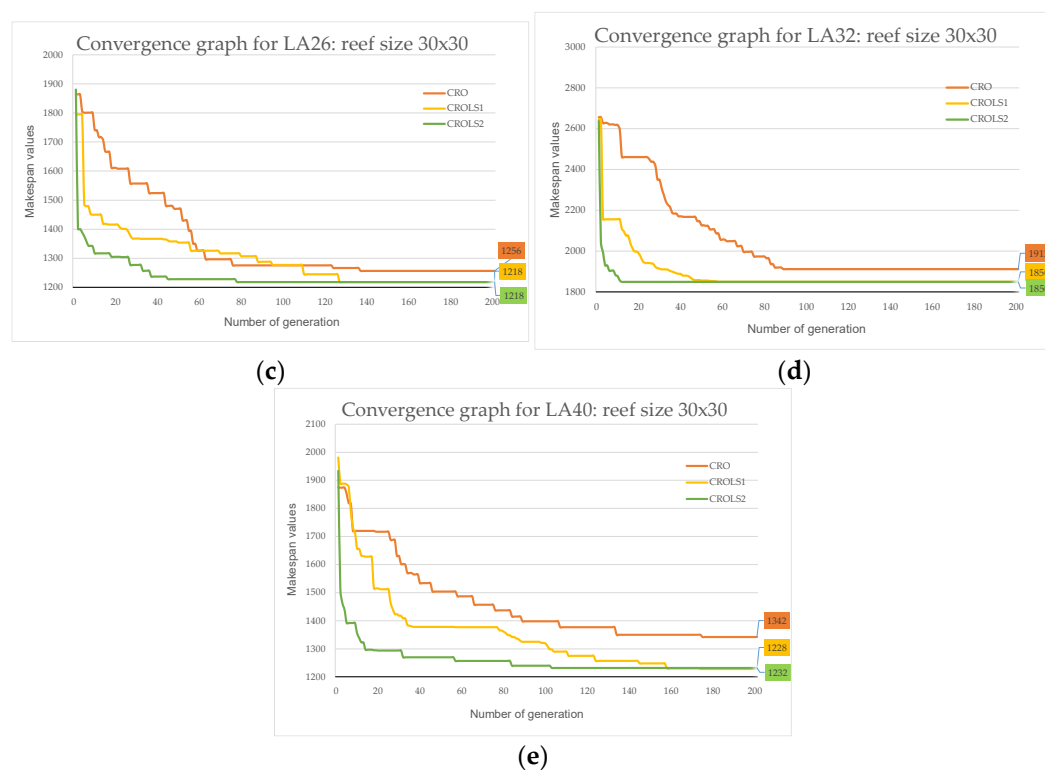 Convergence graph for LA26: reef size 30x30
Makespan values
2000
1900
1800
1700
1600
1500
1400
1300
1200
CRO
CROLS1
CROLS2
1256
1218
1218
0 20 40 60 80 100 120 140 160 180 200
Number of generation
(c)
Convergence graph for LA32: reef size 30x30
Makespan values
3000
2800
2600
2400
2200
2000
1800
CRO
CROLS1
CROLS2
0 20 40 60 80 100 120 140 160 180 200
Number of generation
(d)
Convergence graph for LA40: reef size 30x30
Makespan values
2100
2000
1900
1800
1700
1600
1500
1400
1300
1200
CRO
CROLS1
CROLS2
1342
1228
1232
0 20 40 60 80 100 120 140 160 180 200
Number of generation
(e)